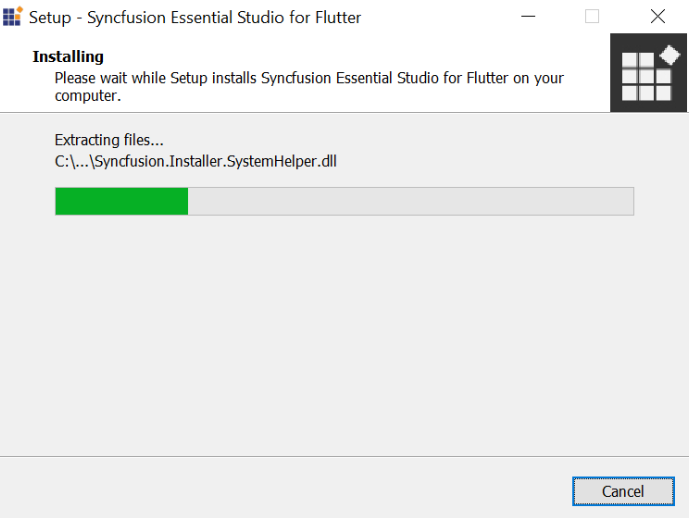 Setup - Syncfusion Essential Studio for Flutter
Installing
Please wait while Setup installs Syncfusion Essential Studio for Flutter on your
computer.
Extracting files...
C:\...\Syncfusion.Installer.SystemHelper.dll
Cancel